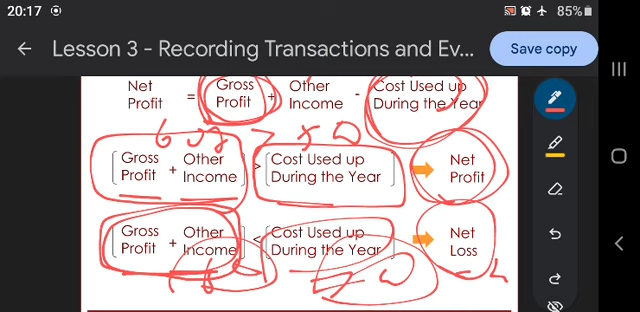 20:17
85%
Lesson 3 - Recording Transactions and Ev...
Save copy
Net Profit = Gross Profit + Other Income - Cost Used up During the Year
[Gross Profit + Other Income] > [Cost Used up During the Year] Net Profit
[Gross Profit + Other Income] < [Cost Used up During the Year] Net Loss